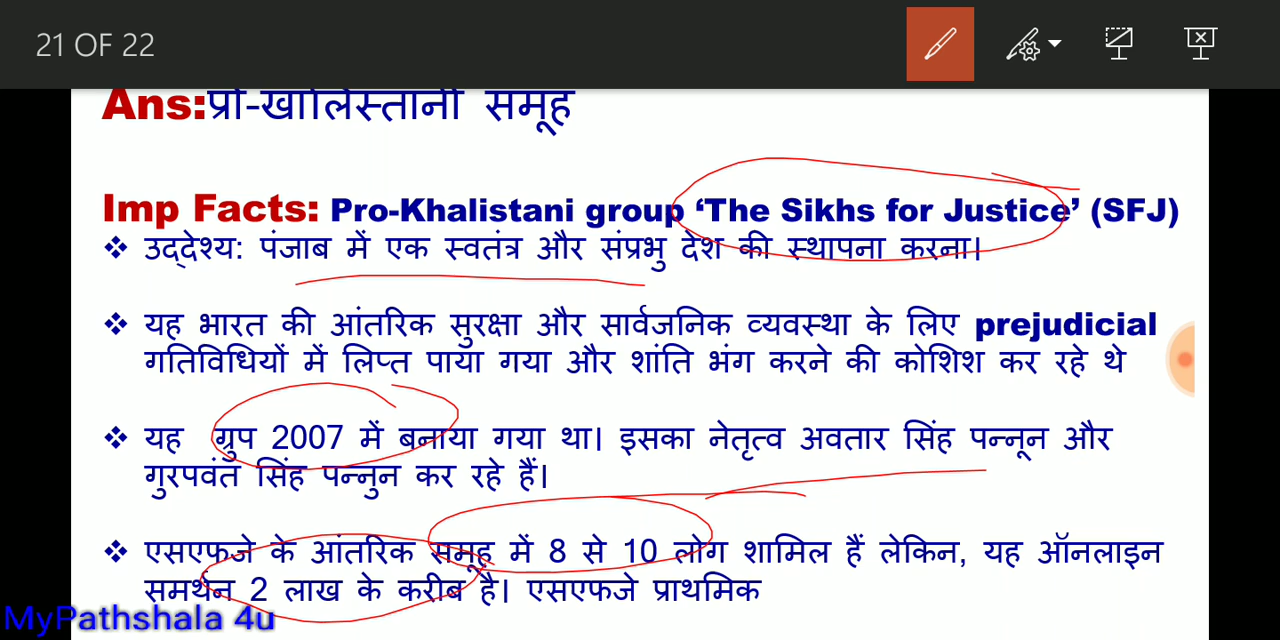 21 OF 22
Ans:प्रो-खालिस्तानी समूह
Imp Facts: Pro-Khalistani group ‘The Sikhs for Justice’ (SFJ)
❖ उद्देश्य: पंजाब में एक स्वतंत्र और संप्रभु देश की स्थापना करना।
❖ यह भारत की आंतरिक सुरक्षा और सार्वजनिक व्यवस्था के लिए prejudicial
गतिविधियों में लिप्त पाया गया और शांति भंग करने की कोशिश कर रहे थे
❖ यह ग्रुप 2007 में बनाया गया था। इसका नेतृत्व अवतार सिंह पन्नून और
गुरपवंत सिंह पन्नुन कर रहे हैं।
❖ एसएफजे के आंतरिक समूह में 8 से 10 लोग शामिल हैं लेकिन, यह ऑनलाइन
समर्थन 2 लाख के करीब है। एसएफजे प्राथमिक
MyPathshala 4u